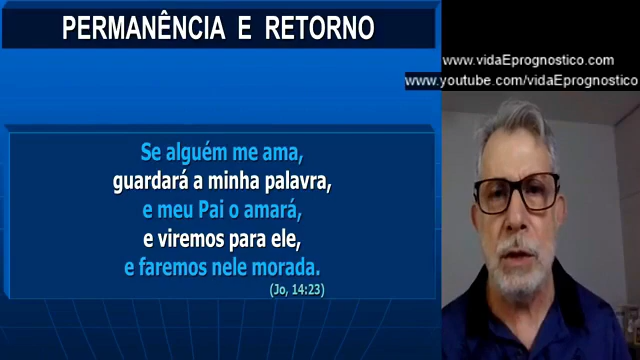 PERMANÊNCIA E RETORNO
www.vidaEprognostico.com
www.youtube.com/vidaEprognostico
Se alguém me ama,
guardará a minha palavra,
e meu Pai o amará,
e viremos para ele,
e faremos nele morada.
(Jo, 14:23)